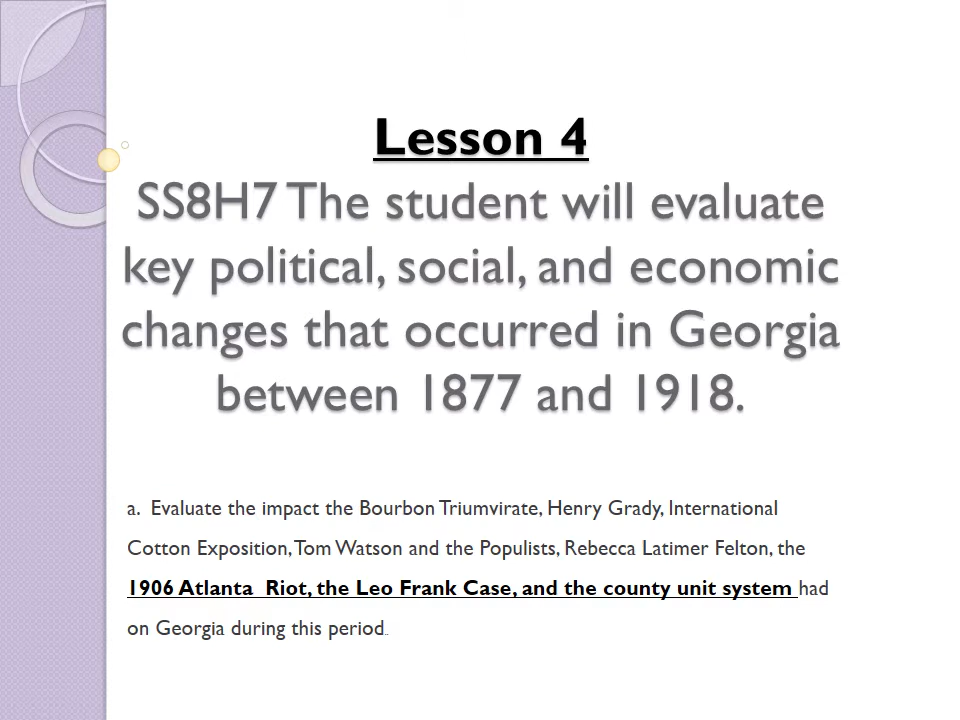 Lesson 4
SS8H7 The student will evaluate
key political, social, and economic
changes that occurred in Georgia
between 1877 and 1918.
a.  Evaluate the impact the Bourbon Triumvirate, Henry Grady, International
Cotton Exposition, Tom Watson and the Populists, Rebecca Latimer Felton, the
1906 Atlanta  Riot, the Leo Frank Case, and the county unit system had
on Georgia during this period.